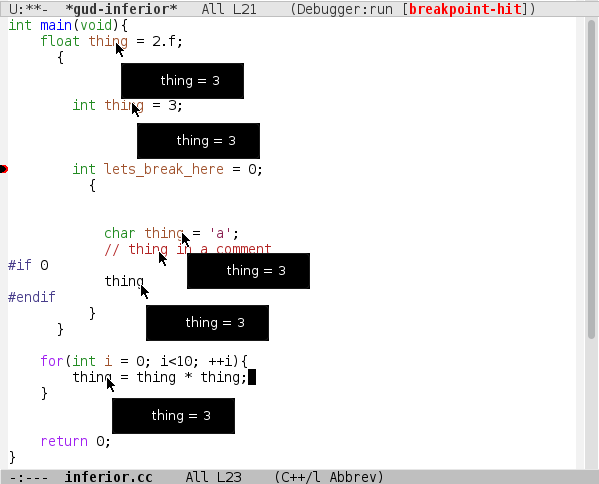 U:**-  *gud-inferior*   All L21    (Debugger:run [breakpoint-hit])
int main(void){
    float thing = 2.f;
      {
thing = 3
        int thing = 3;
thing = 3
        int lets_break_here = 0;
          {
            char thing = 'a';
            // thing in a comment
#if 0
thing = 3
            thing
#endif
          }
thing = 3
      }
    for(int i = 0; i<10; ++i){
        thing = thing * thing;
    }
thing = 3
    return 0;
}
-:---  inferior.cc    All L23    (C++/l Abbrev)